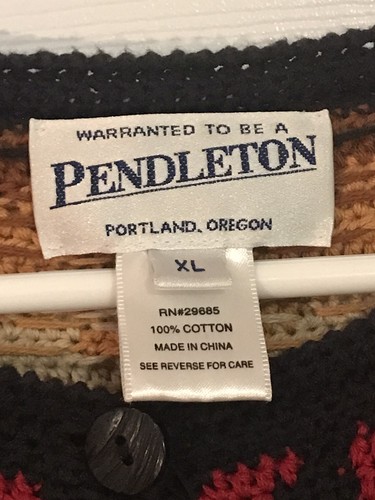 WARRANTED TO BE A
PENDLETON
PORTLAND, OREGON
XL
RN#29685
100% COTTON
MADE IN CHINA
SEE REVERSE FOR CARE